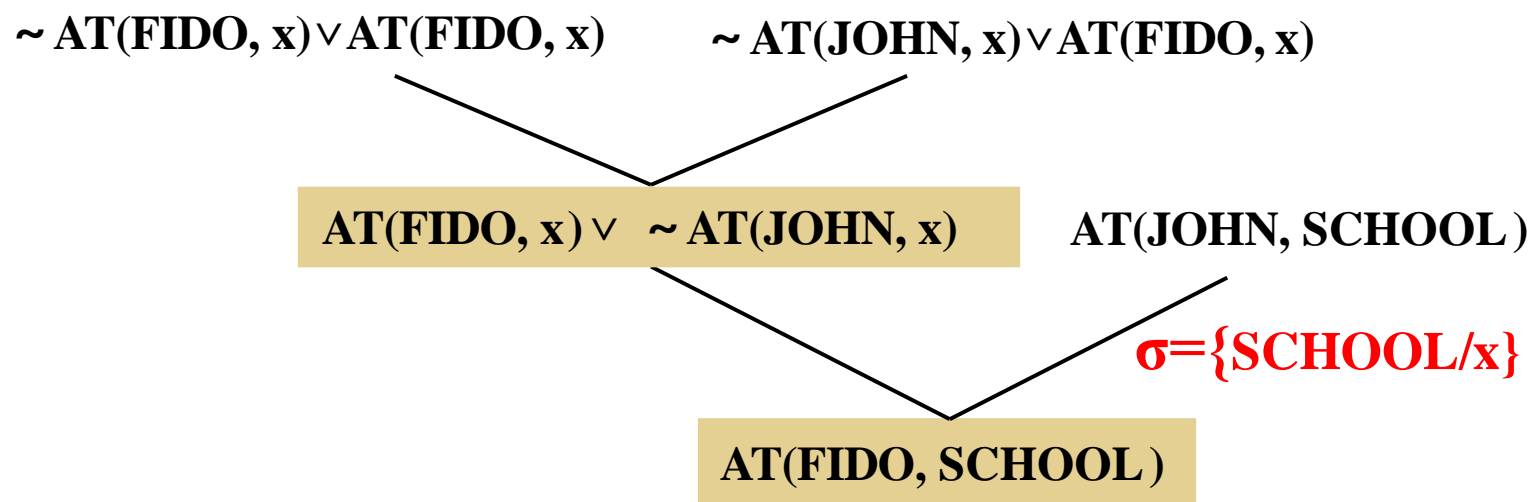 ~ AT(FIDO, x)∨AT(FIDO, x) ~ AT(JOHN, x)∨AT(FIDO, x)
AT(FIDO, x)∨ ~ AT(JOHN, x) AT(JOHN, SCHOOL)
σ={SCHOOL/x}
AT(FIDO, SCHOOL)